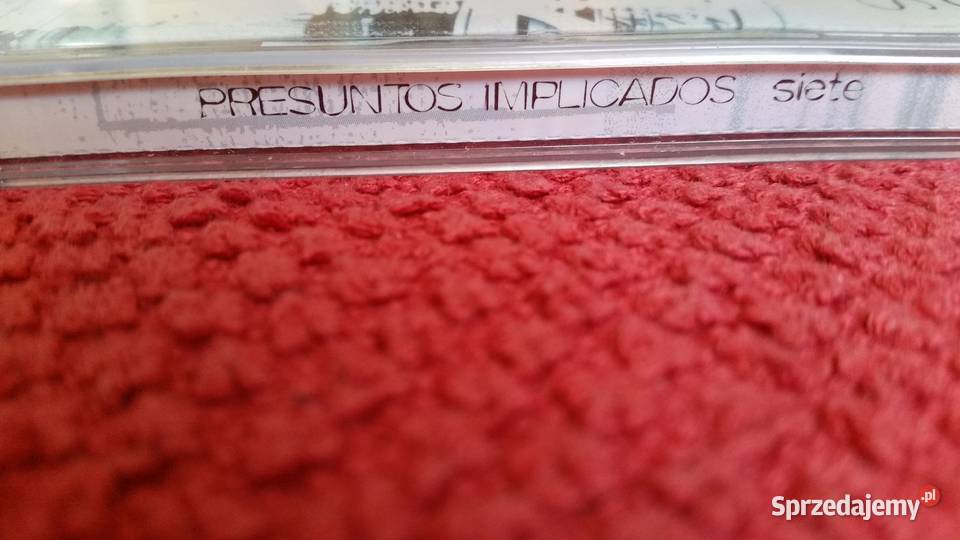 PRESUNTOS IMPLICADOS siete
Sprzedajemy.pl